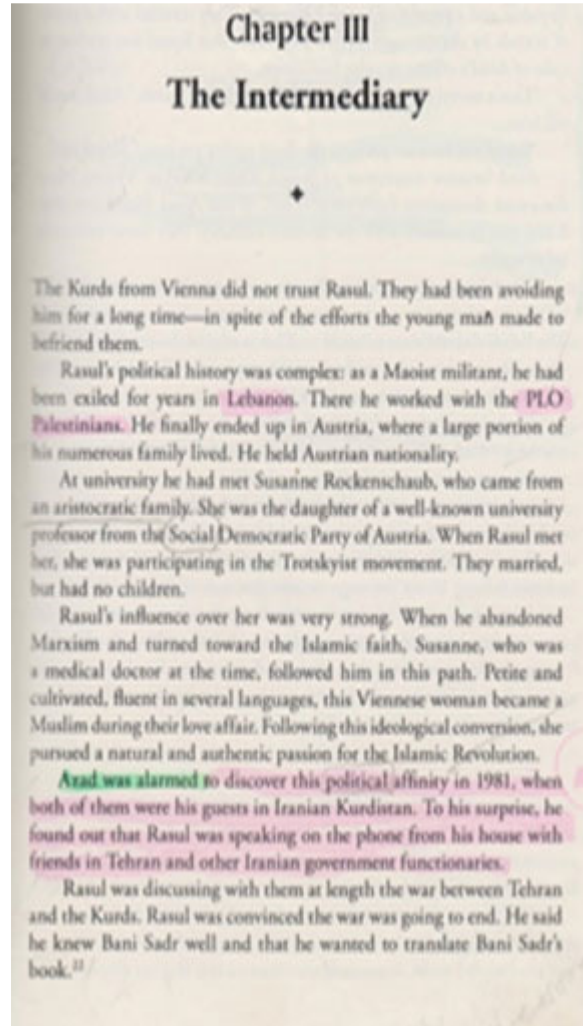 Chapter III
The Intermediary
The Kurds from Vienna did not trust Rasul. They had been avoiding
him for a long time—in spite of the efforts the young man made to
befriend them.
Rasul's political history was complex: as a Maoist militant, he had
been exiled for years in Lebanon. There he worked with the PLO
Palestinians. He finally ended up in Austria, where a large portion of
his numerous family lived. He held Austrian nationality.
At university he had met Susanne Rockenschaub, who came from
an aristocratic family. She was the daughter of a well-known university
professor from the Social Democratic Party of Austria. When Rasul met
her, she was participating in the Trotskyist movement. They married,
but had no children.
Rasul's influence over her was very strong. When he abandoned
Marxism and turned toward the Islamic faith, Susanne, who was
a medical doctor at the time, followed him in this path. Petite and
cultivated, fluent in several languages, this Viennese woman became a
Muslim during their love affair. Following this ideological conversion, she
pursued a natural and authentic passion for the Islamic Revolution.
Azad was alarmed to discover this political affinity in 1981, when
both of them were his guests in Iranian Kurdistan. To his surprise, he
found out that Rasul was speaking on the phone from his house with
friends in Tehran and other Iranian government functionaries.
Rasul was discussing with them at length the war between Tehran
and the Kurds. Rasul was convinced the war was going to end. He said
he knew Bani Sadr well and that he wanted to translate Bani Sadr's
book.